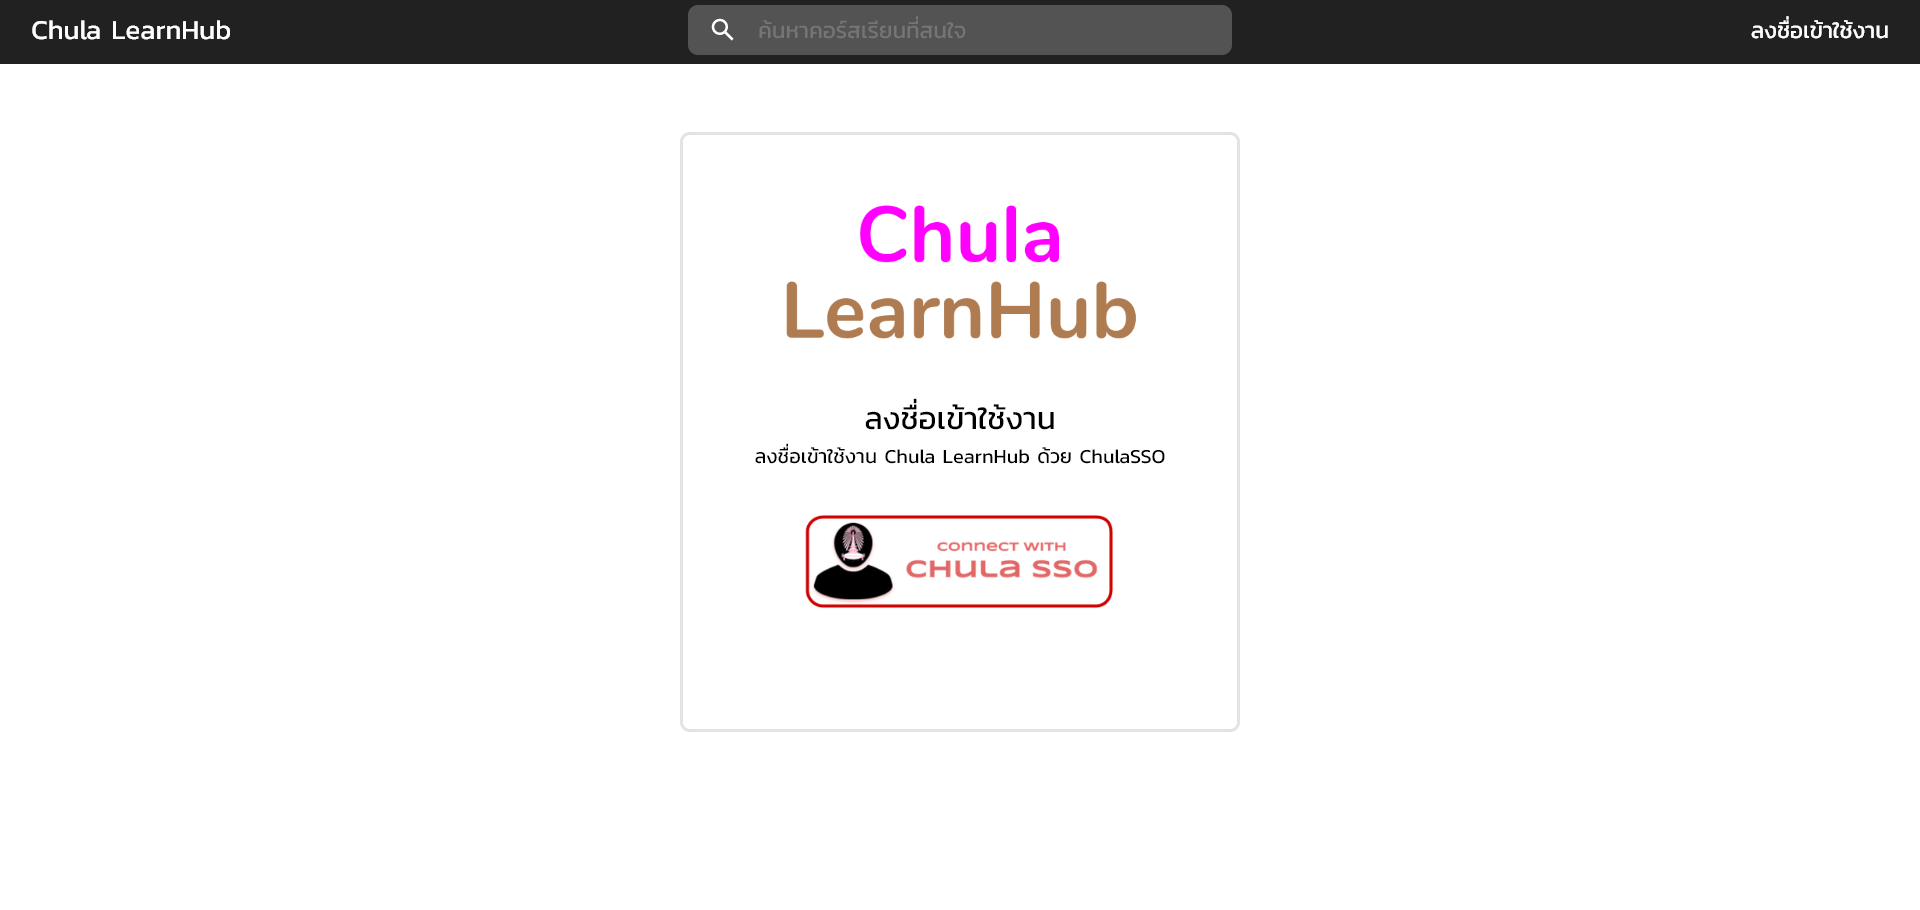 Chula LearnHub
ค้นหาคอร์สเรียนที่สนใจ
ลงชื่อเข้าใช้งาน
Chula
LearnHub
ลงชื่อเข้าใช้งาน
ลงชื่อเข้าใช้งาน Chula LearnHub ด้วย ChulaSSO
CONNECT WITH
CHULA SSO